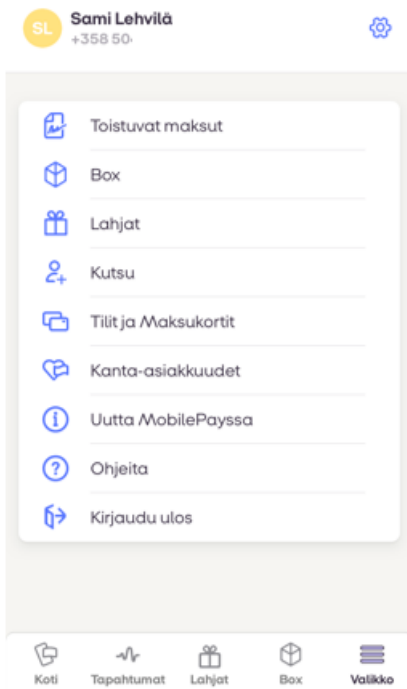 SL
Sami Lehvilä
+358 50
Toistuvat maksut
Box
Lahjat
Kutsu
Tilit ja Maksukortit
Kanta-asiakkuudet
Uutta MobilePayssa
Ohjeita
Kirjaudu ulos
Koti Tapahtumat Lahjat Box Valikko